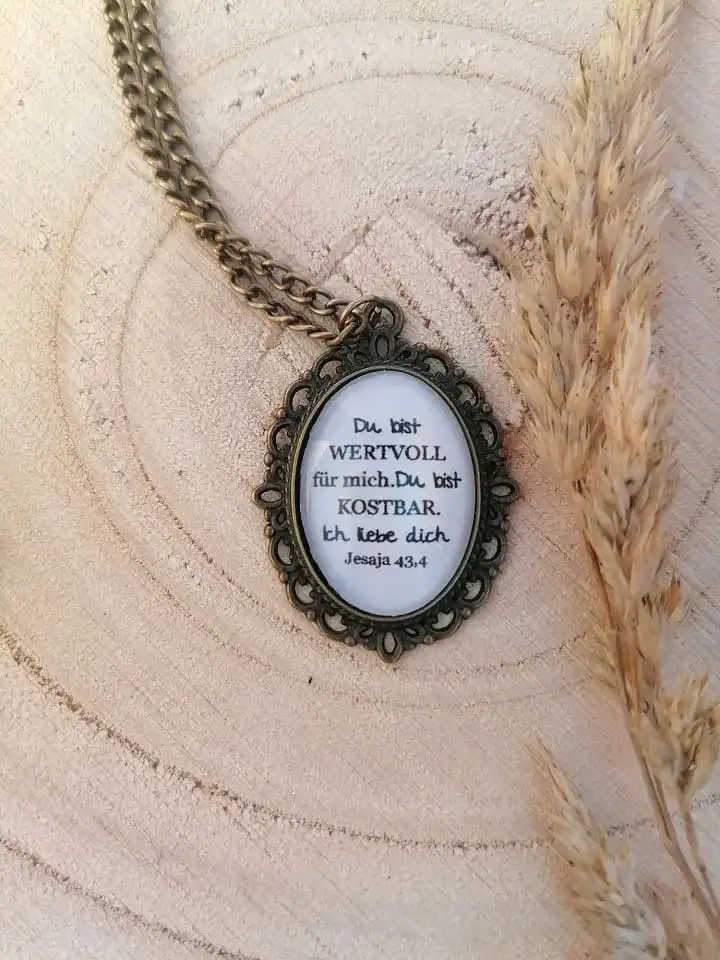 Du bist
WERTVOLL
für mich.Du bist
KOSTBAR.
Ich liebe dich
Jesaja 43,4